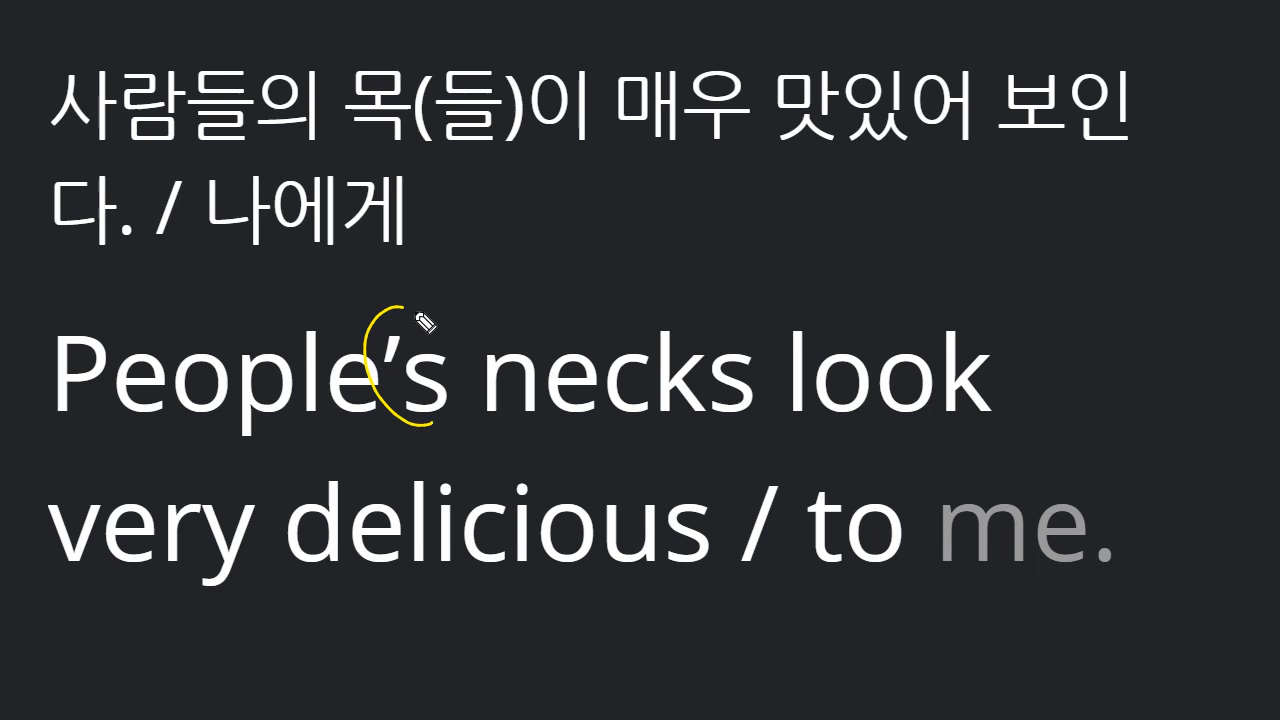 사람들의 목(들)이 매우 맛있어 보인
다. / 나에게
People’s necks look
very delicious / to me.